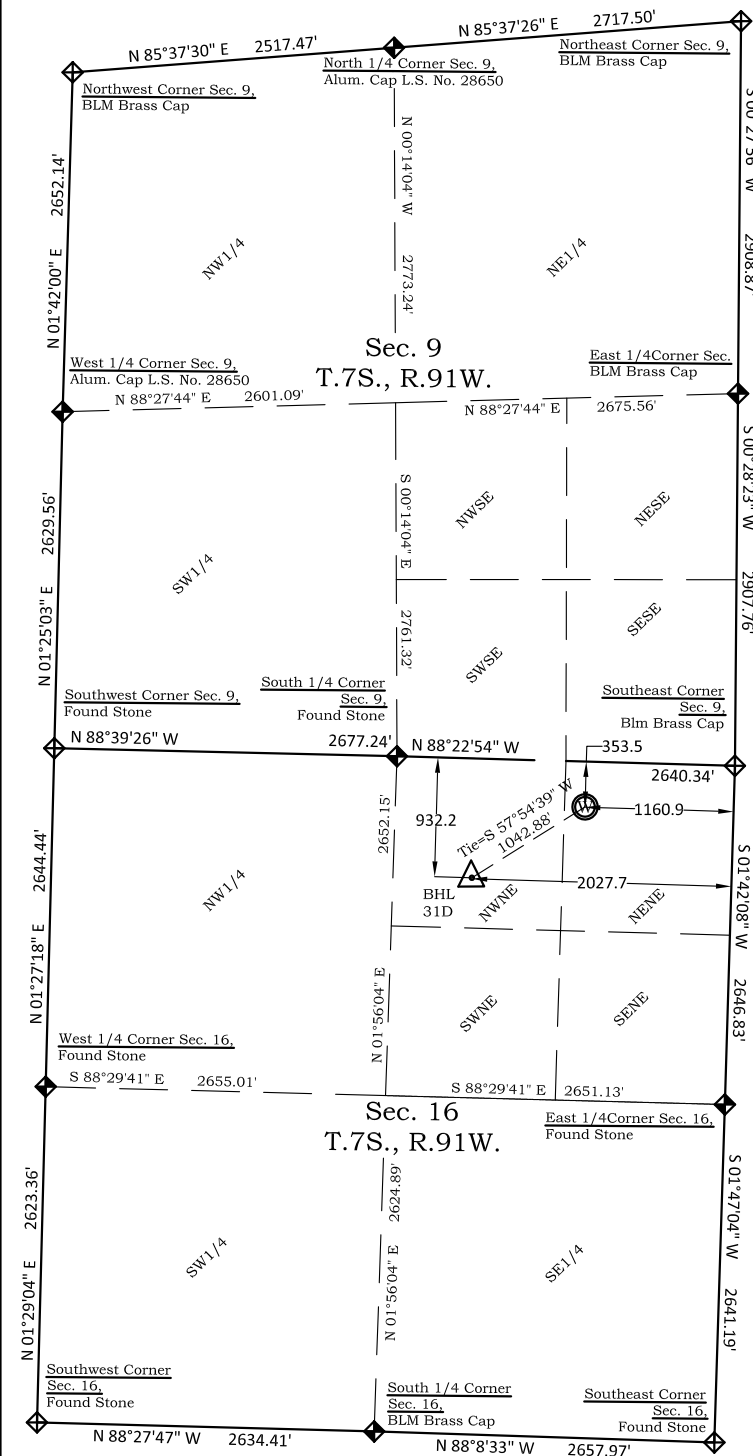 N 85°37'30" E 2517.47'
N 85°37'26" E 2717.50'
Northwest Corner Sec. 9,
BLM Brass Cap
North 1/4 Corner Sec. 9,
Alum. Cap L.S. No. 28650
Northeast Corner Sec. 9,
BLM Brass Cap
N 01°42'00" E 2652.14'
N 00°14'04" W 2773.24'
W
NW1/4
NE1/4
Sec. 9
T.7S., R.91W.
West 1/4 Corner Sec. 9,
Alum. Cap L.S. No. 28650
East 1/4Corner Sec.
BLM Brass Cap
N 88°27'44" E 2601.09'
N 88°27'44" E 2675.56'
N 01°25'03" E 2629.56'
S 00°14'04" E 2761.32'
S 00°28'23" W 2907.76'
NWSE
NESE
SW1/4
SWSE
SESE
Southwest Corner Sec. 9,
Found Stone
South 1/4 Corner
Sec. 9,
Found Stone
Southeast Corner
Sec. 9,
Blm Brass Cap
N 88°39'26" W 2677.24'
N 88°22'54" W 2640.34'
353.5
932.2
Tie=S 57°54'39" W
1042.88'
W
1160.9
2027.7
BHL
31D
N 01°27'18" E 2644.44'
N 01°56'04" E 2652.15'
S 01°42'08" W 2646.83'
NW1/4
NWNE
NENE
SWNE
SENE
West 1/4 Corner Sec. 16,
Found Stone
S 88°29'41" E 2655.01'
S 88°29'41" E 2651.13'
Sec. 16
T.7S., R.91W.
East 1/4Corner Sec. 16,
Found Stone
N 01°29'04" E 2623.36'
N 01°56'04" E 2624.89'
S 01°47'04" W 2641.19'
SW1/4
SE1/4
Southwest Corner
Sec. 16,
Found Stone
South 1/4 Corner
Sec. 16,
BLM Brass Cap
Southeast Corner
Sec. 16,
Found Stone
N 88°27'47" W 2634.41'
N 88°8'33" W 2657.97'